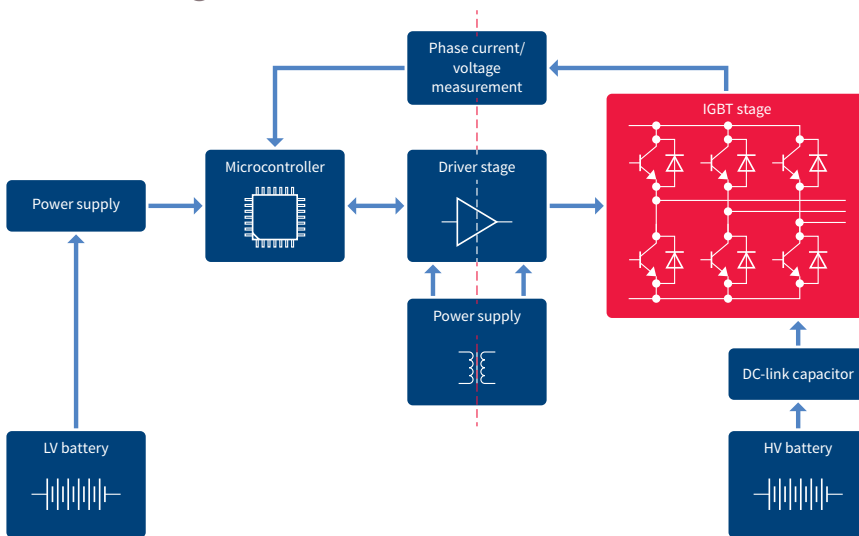 Phase current/
voltage
measurement
IGBT stage
Microcontroller
Driver stage
Power supply
Power supply
DC-link capacitor
LV battery
HV battery